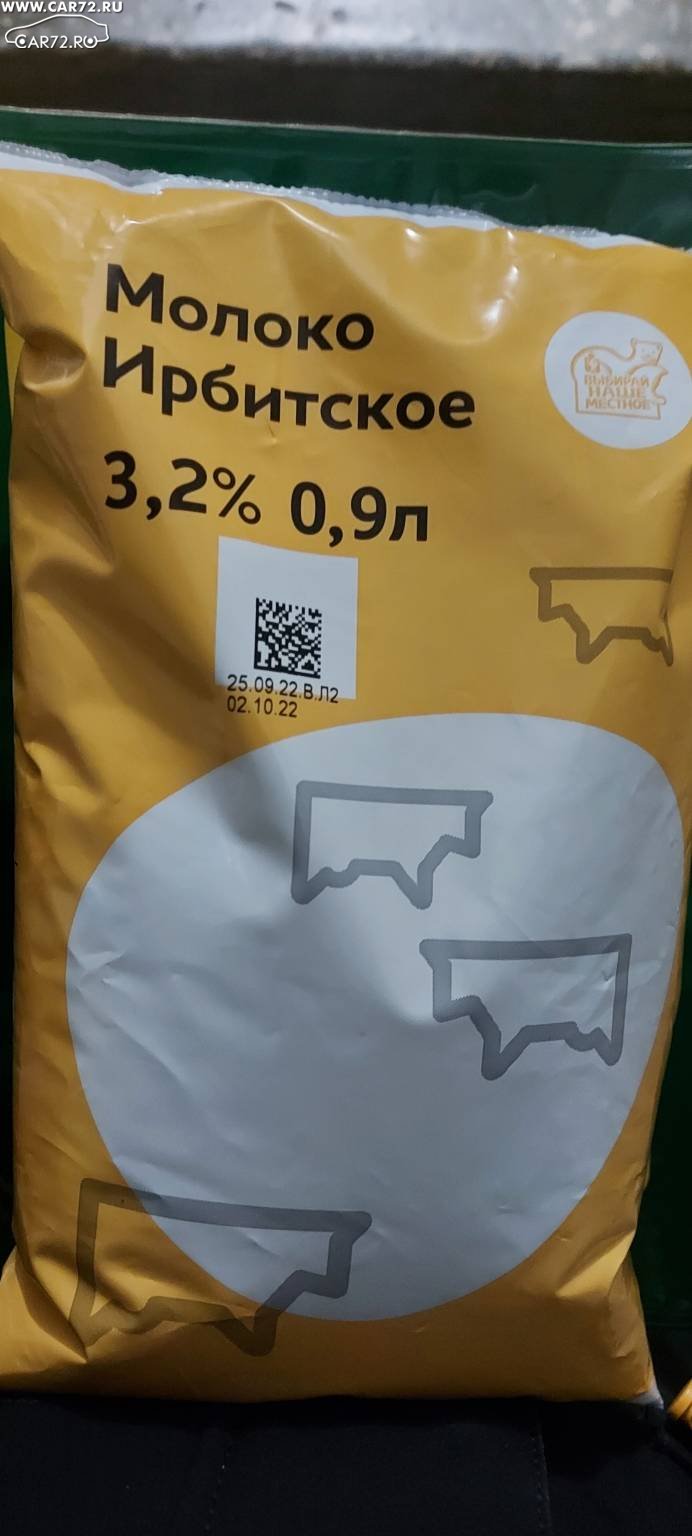 WWW.CAR72.RU
CAR72.RU
Молоко
Ирбитское
3,2% 0,9л
ВЫБИРАЙ
НАШЕ
МЕСТНОЕ
25.09.22.В.Л2
02.10.22